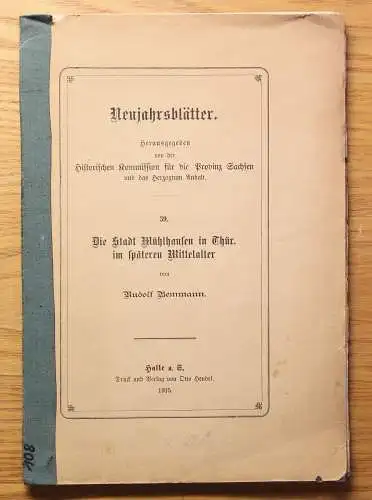 Neujahrsblätter.
Herausgegeben
von der
Historischen Kommission für die Provinz Sachsen
und das Herzogtum Anhalt.
39.
Die Stadt Mühlhausen in Thür.
im späteren Mittelalter
von
Rudolf Bemmann.
Halle a. S.
Druck und Verlag von Otto Hendel.
1915.
108